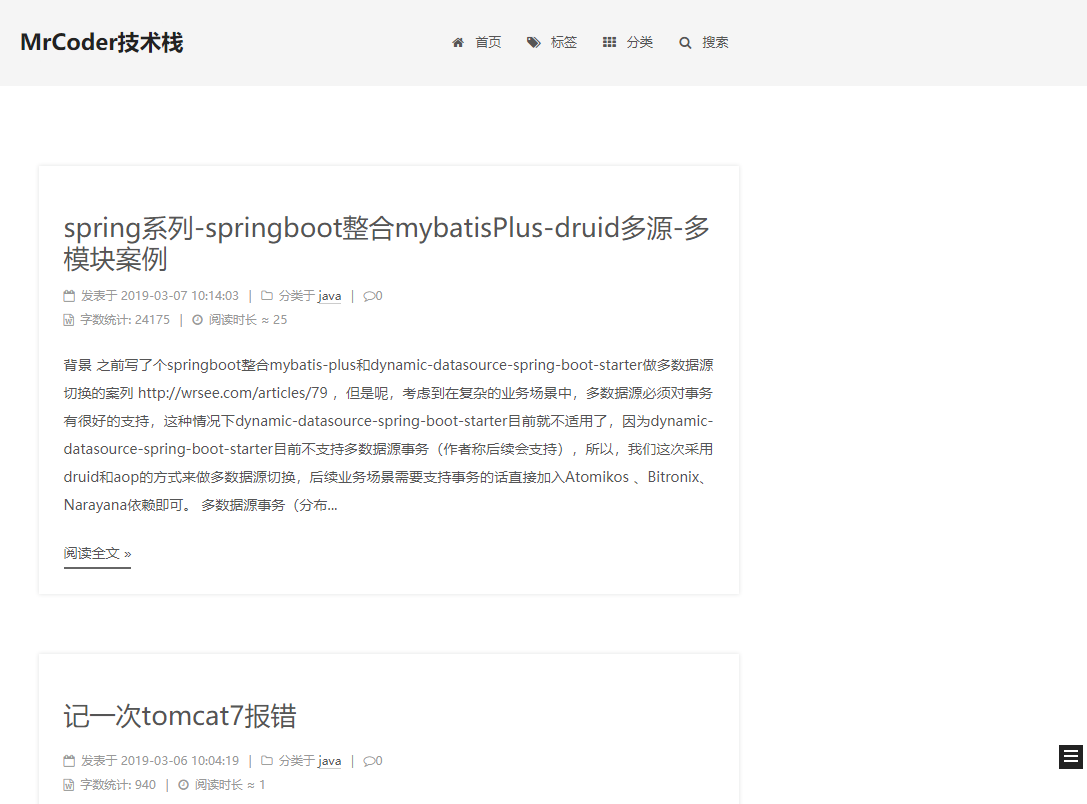 MrCoder技术栈
首页 标签 分类 搜索
spring系列-springboot整合mybatisPlus-druid多源-多
模块案例
发表于 2019-03-07 10:14:03 | 分类于 java | 0
字数统计: 24175 | 阅读时长 ≈ 25
背景 之前写了个springboot整合mybatis-plus和dynamic-datasource-spring-boot-starter做多数据源
切换的案列 http://wrsee.com/articles/79 ，但是呢，考虑到在复杂的业务场景中，多数据源必须对事务
有很好的支持，这种情况下dynamic-datasource-spring-boot-starter目前就不适用了，因为dynamic-
datasource-spring-boot-starter目前不支持多数据源事务（作者称后续会支持），所以，我们这次采用
druid和aop的方式来做多数据源切换，后续业务场景需要支持事务的话直接加入Atomikos 、Bitronix、
Narayana依赖即可。 多数据源事务（分布...
阅读全文 »
记一次tomcat7报错
发表于 2019-03-06 10:04:19 | 分类于 java | 0
字数统计: 940 | 阅读时长 ≈ 1